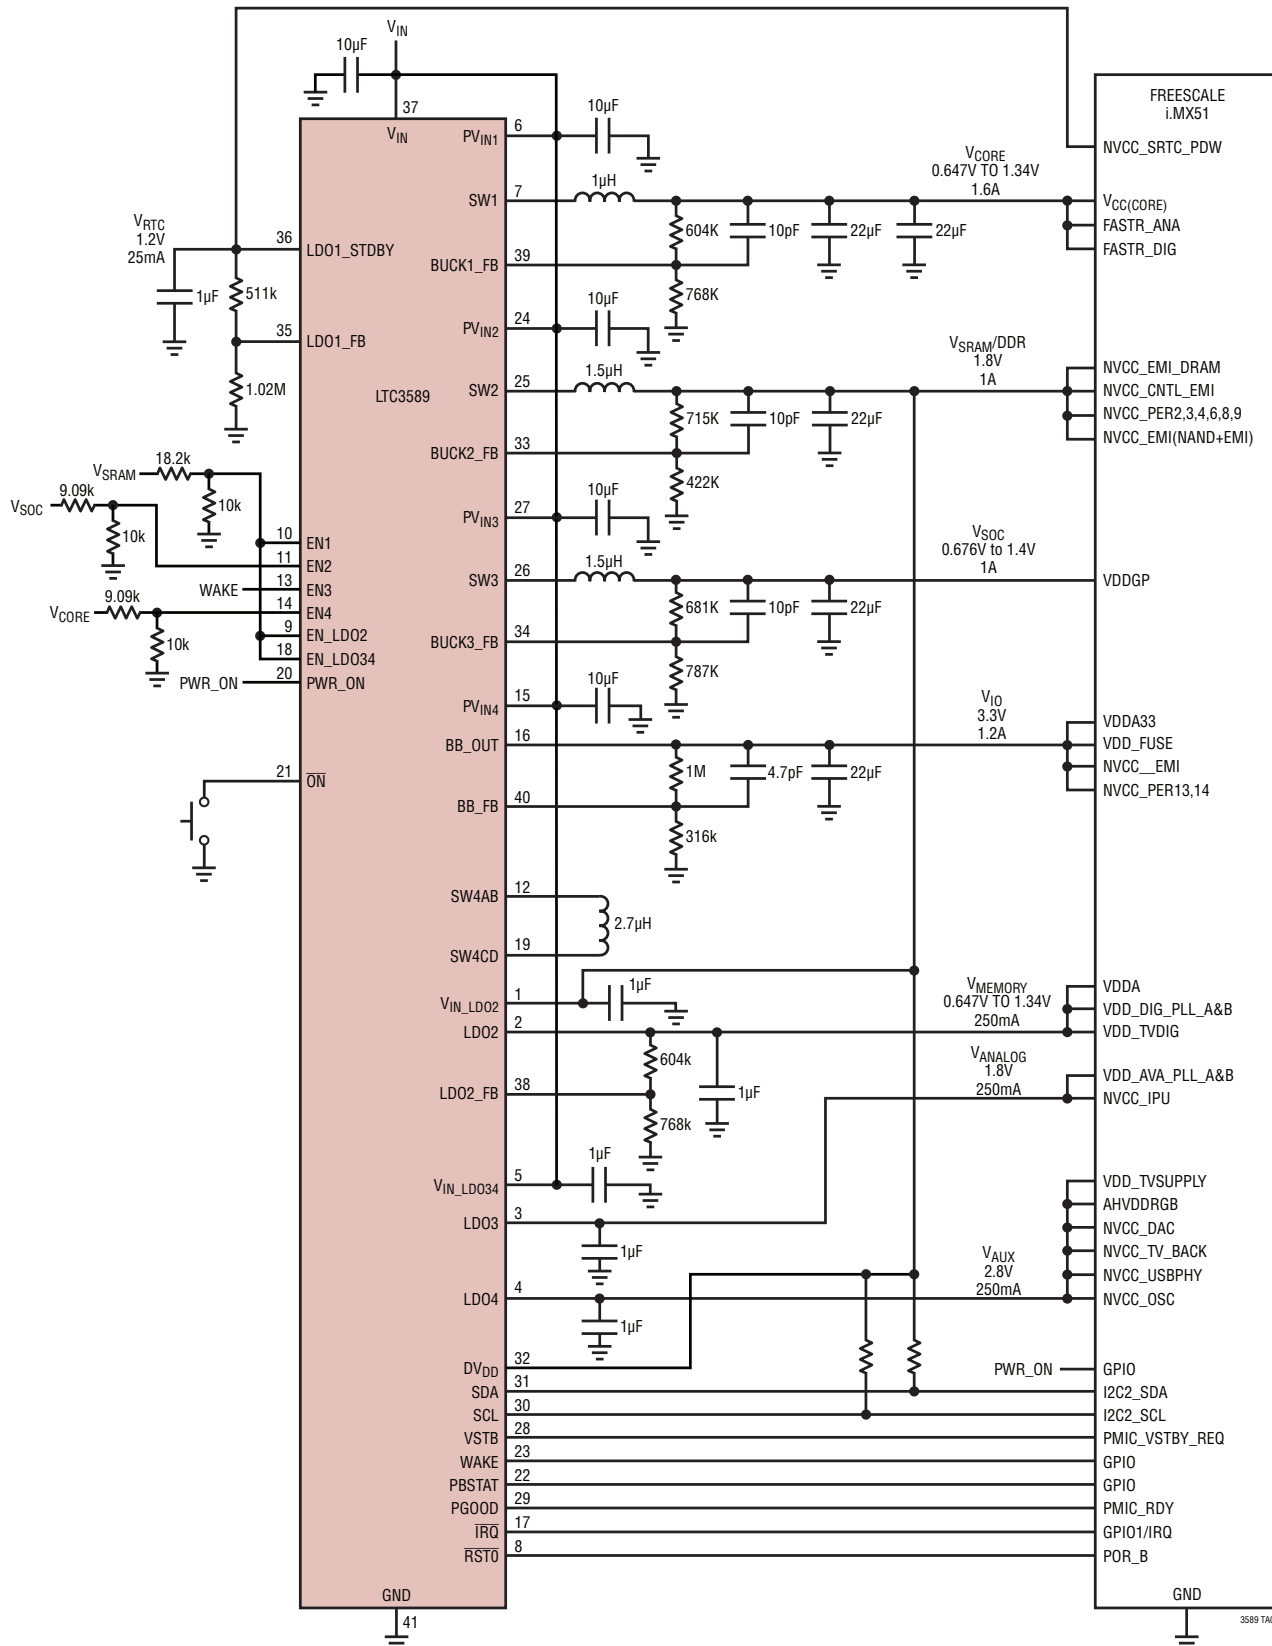 VIN
10µF
37
VIN
FREESCALE
i.MX51
NVCC_SRTC_PDW
PVIN1
6
10µF
SW1
7
1µH
VCORE
0.647V TO 1.34V
1.6A
VCC(CORE)
FASTR_ANA
FASTR_DIG
604K
10pF
22µF
22µF
BUCK1_FB
39
768K
VRTC
1.2V
25mA
36
LDO1_STDBY
1µF
511k
35
LDO1_FB
1.02M
LTC3589
PVIN2
24
10µF
SW2
25
1.5µH
VSRAM/DDR
1.8V
1A
NVCC_EMI_DRAM
NVCC_CNTL_EMI
NVCC_PER2,3,4,6,8,9
NVCC_EMI(NAND+EMI)
715K
10pF
22µF
BUCK2_FB
33
422K
VSRAM
18.2k
10k
VSOC
9.09k
10k
10
EN1
11
EN2
WAKE
13
EN3
VCORE
9.09k
10k
14
EN4
9
EN_LDO2
18
EN_LDO34
PWR_ON
20
PWR_ON
PVIN3
27
10µF
SW3
26
1.5µH
VSOC
0.676V to 1.4V
1A
VDDGP
681K
10pF
22µF
BUCK3_FB
34
787K
PVIN4
15
10µF
BB_OUT
16
VIO
3.3V
1.2A
VDDA33
VDD_FUSE
NVCC__EMI
NVCC_PER13,14
1M
4.7pF
22µF
BB_FB
40
316k
21
ON
SW4AB
12
2.7µH
SW4CD
19
VIN_LDO2
1
1µF
LDO2
2
VMEMORY
0.647V TO 1.34V
250mA
VDDA
VDD_DIG_PLL_A&B
VDD_TVDIG
604k
1µF
LDO2_FB
38
768k
VANALOG
1.8V
250mA
VDD_AVA_PLL_A&B
NVCC_IPU
VIN_LDO34
5
1µF
LDO3
3
1µF
VAUX
2.8V
250mA
VDD_TVSUPPLY
AHVDDRGB
NVCC_DAC
NVCC_TV_BACK
NVCC_USBPHY
NVCC_OSC
LDO4
4
1µF
DVDD
32
PWR_ON
GPIO
SDA
31
I2C2_SDA
SCL
30
I2C2_SCL
VSTB
28
PMIC_VSTBY_REQ
WAKE
23
GPIO
PBSTAT
22
GPIO
PGOOD
29
PMIC_RDY
IRQ
17
GPIO1/IRQ
RST0
8
POR_B
GND
41
GND
3589